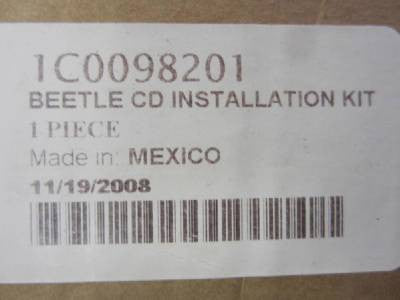 1C0098201
BEETLE CD INSTALLATION KIT
1 PIECE
Made in: MEXICO
11/19/2008